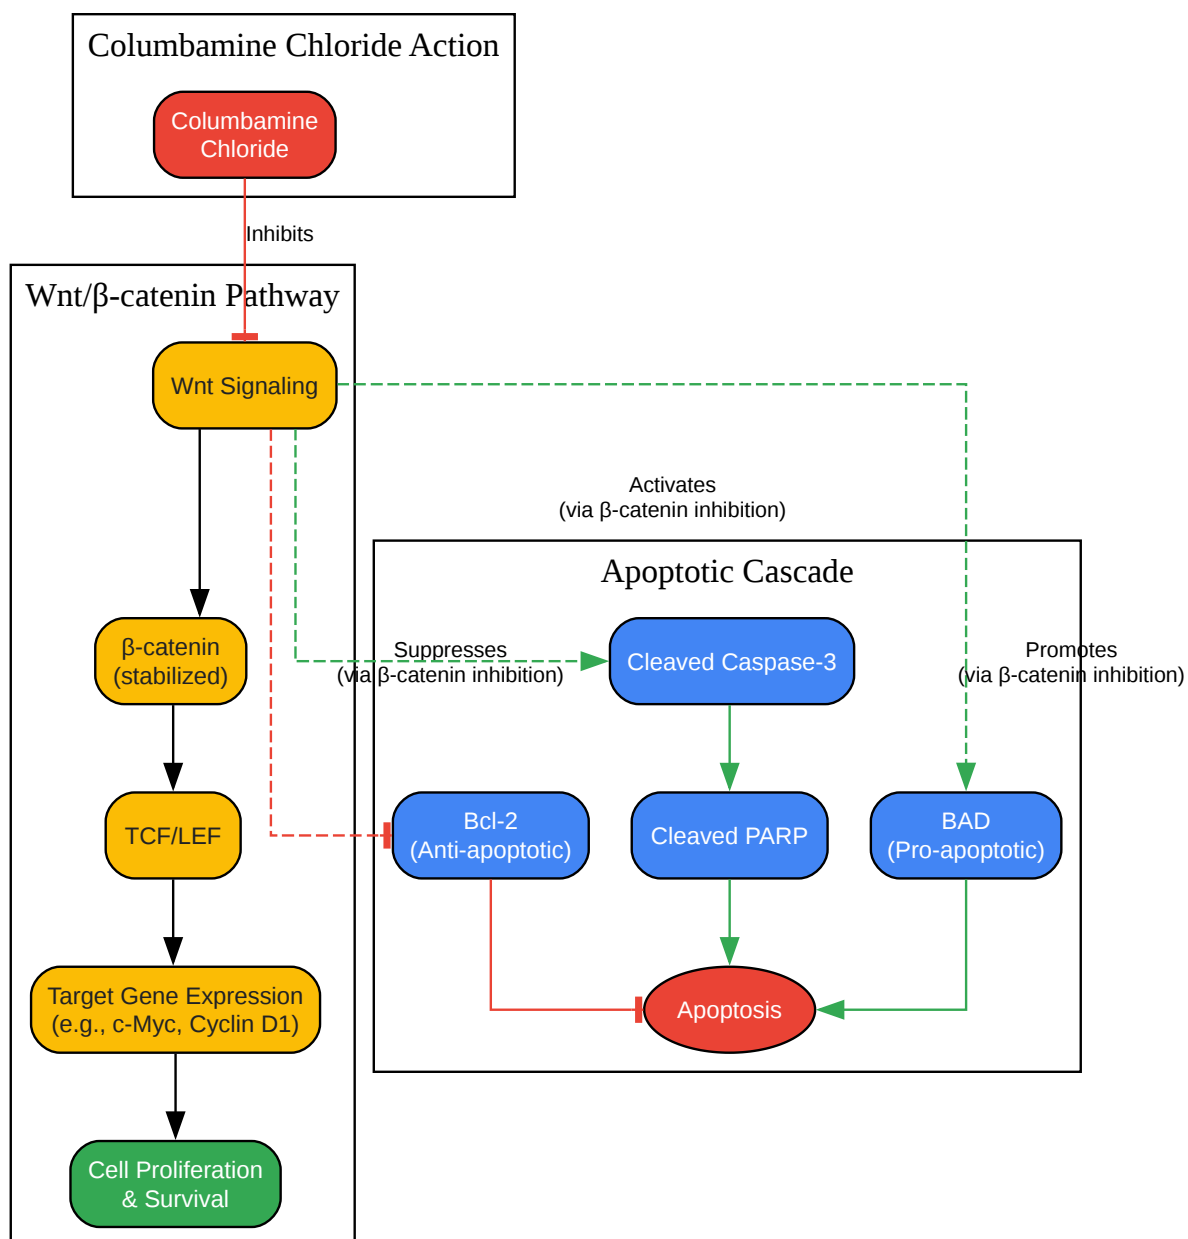 Columbamine Chloride Action
Columbamine
Chloride
Inhibits
Wnt/β-catenin Pathway
Wnt Signaling
Activates
(via β-catenin inhibition)
Apoptotic Cascade
β-catenin
(stabilized)
Suppresses
(via β-catenin inhibition)
Cleaved Caspase-3
Promotes
(via β-catenin inhibition)
TCF/LEF
Bcl-2
(Anti-apoptotic)
Cleaved PARP
BAD
(Pro-apoptotic)
Target Gene Expression
(e.g., c-Myc, Cyclin D1)
Apoptosis
Cell Proliferation
& Survival